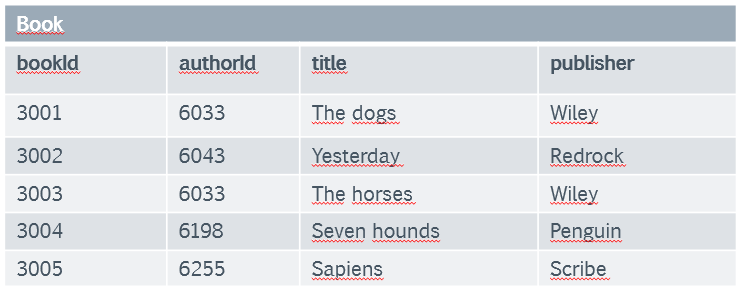 Book
bookId authorId title publisher
3001 6033 The dogs Wiley
3002 6043 Yesterday Redrock
3003 6033 The horses Wiley
3004 6198 Seven hounds Penguin
3005 6255 Sapiens Scribe